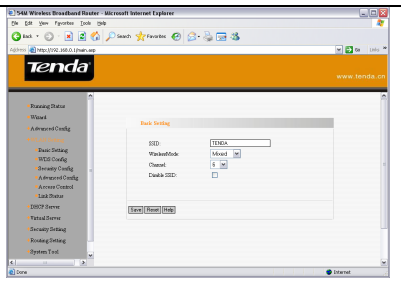 54M Wireless Broadband Router - Microsoft Internet Explorer
File Edit View Favorites Tools Help
Back Search Favorites
Address http://192.168.0.1/main.asp Go Links
Tenda
www.tenda.cn
Running Status
Wizard
Advanced Config
Basic Setting
WDS Config
Security Config
Advanced Config
Access Control
Link Status
DHCP Server
Virtual Server
Security Setting
Routing Setting
System Tool
Basic Setting
SSID: TENDA
WirelessMode: Mixed
Channel: 6
Disable SSID:
Save Reset Help
Done Internet